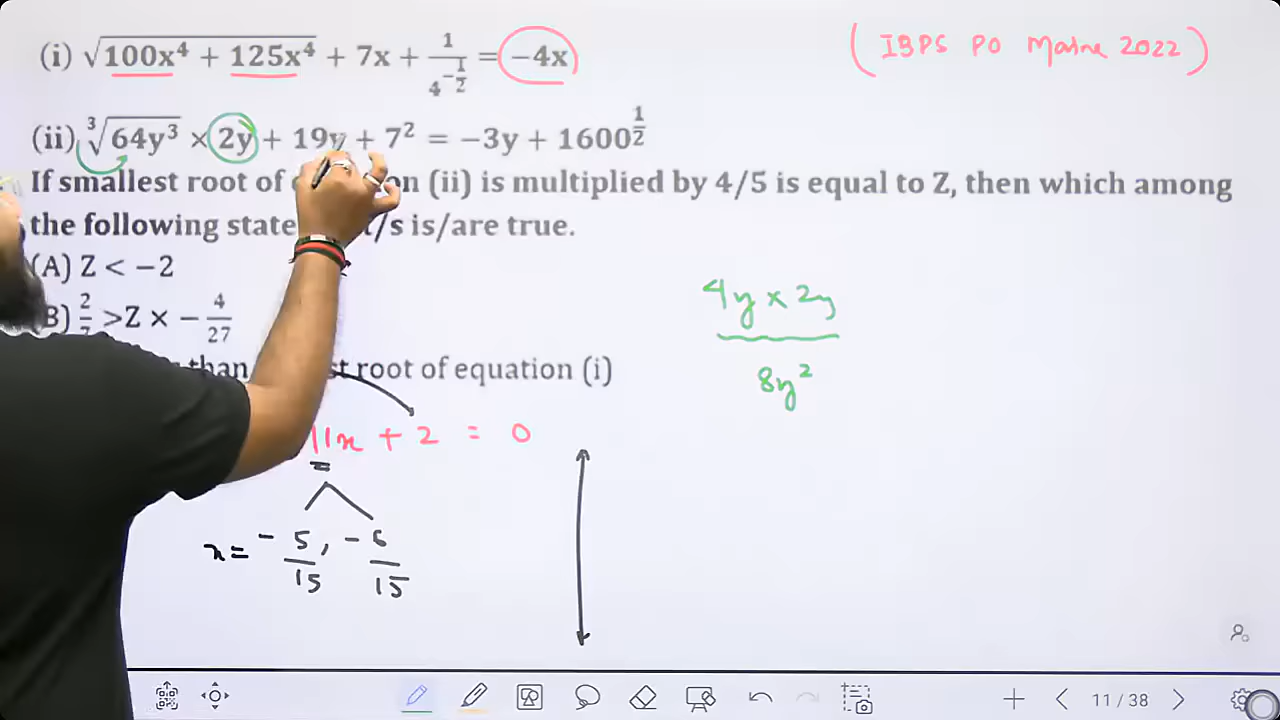 (i) √100x⁴ + 125x⁴ + 7x + 1/4^(-1/2) = −4x
(IBPS PO Mains 2022)
(ii) ∛64y³ × 2y + 19y + 7² = −3y + 1600^(1/2)
If smallest root of on (ii) is multiplied by 4/5 is equal to Z, then which among
the following state /s is/are true.
(A) Z < −2
2/ >Z × − 4/27
than root of equation (i)
4y × 2y
8y²
11x + 2 = 0
x = − 5/15, − 6/15
11 / 38